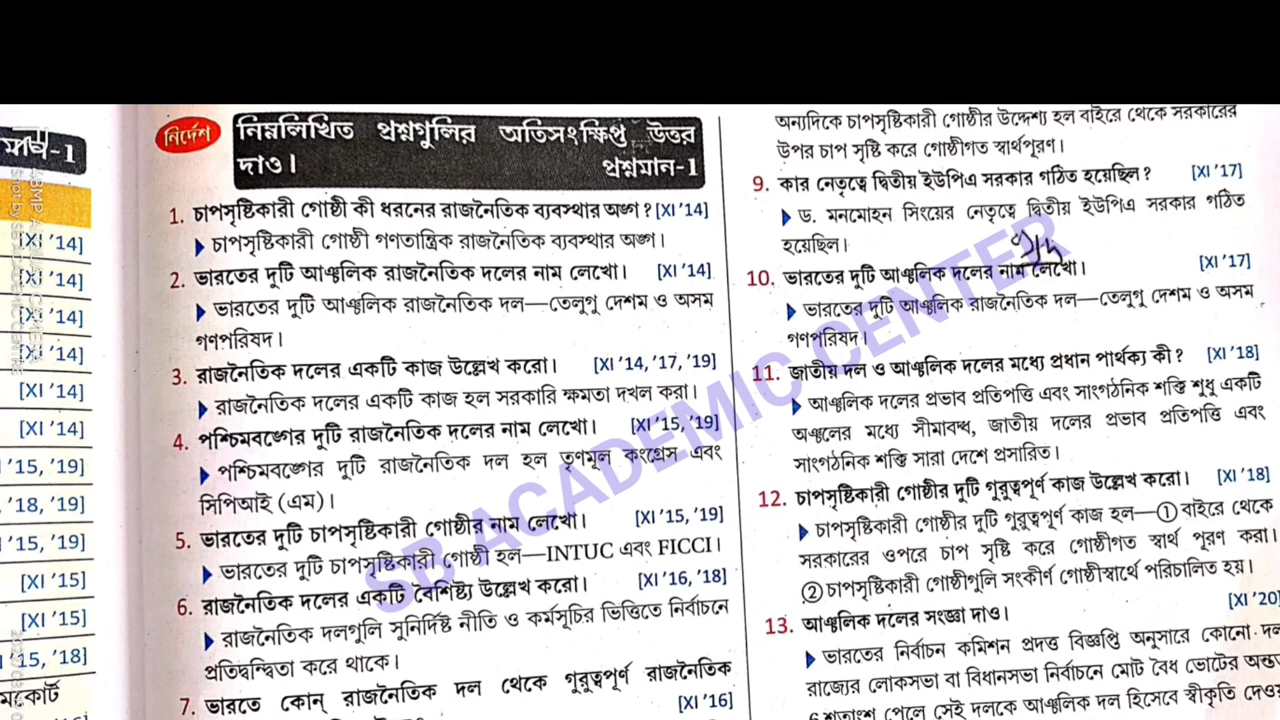 মান-1
[XI '14]
[XI '14]
[XI '14]
[XI '14]
[XI '14]
[XI '14]
'15, '19]
'18, '19]
'15, '19]
[XI '15]
[XI '15]
'15, '18]
নির্দেশ
নিম্নলিখিত প্রশ্নগুলির অতিসংক্ষিপ্ত উত্তর
দাও। প্রশ্নমান-1
1. চাপসৃষ্টিকারী গোষ্ঠী কী ধরনের রাজনৈতিক ব্যবস্থার অঙ্গ? [XI '14]
▶ চাপসৃষ্টিকারী গোষ্ঠী গণতান্ত্রিক রাজনৈতিক ব্যবস্থার অঙ্গ।
2. ভারতের দুটি আঞ্চলিক রাজনৈতিক দলের নাম লেখো। [XI '14]
▶ ভারতের দুটি আঞ্চলিক রাজনৈতিক দল—তেলুগু দেশম ও অসম
গণপরিষদ।
3. রাজনৈতিক দলের একটি কাজ উল্লেখ করো। [XI '14, '17, '19]
▶ রাজনৈতিক দলের একটি কাজ হল সরকারি ক্ষমতা দখল করা।
4. পশ্চিমবঙ্গের দুটি রাজনৈতিক দলের নাম লেখো। [XI '15, '19]
▶ পশ্চিমবঙ্গের দুটি রাজনৈতিক দল হল তৃণমূল কংগ্রেস এবং
সিপিআই (এম)।
5. ভারতের দুটি চাপসৃষ্টিকারী গোষ্ঠীর নাম লেখো। [XI '15, '19]
▶ ভারতের দুটি চাপসৃষ্টিকারী গোষ্ঠী হল—INTUC এবং FICCI।
6. রাজনৈতিক দলের একটি বৈশিষ্ট্য উল্লেখ করো। [XI '16, '18]
▶ রাজনৈতিক দলগুলি সুনির্দিষ্ট নীতি ও কর্মসূচির ভিত্তিতে নির্বাচনে
প্রতিদ্বন্দ্বিতা করে থাকে।
7. ভারতে কোন্ রাজনৈতিক দল থেকে গুরুত্বপূর্ণ রাজনৈতিক
[XI '16]
অন্যদিকে চাপসৃষ্টিকারী গোষ্ঠীর উদ্দেশ্য হল বাইরে থেকে সরকারের
উপর চাপ সৃষ্টি করে গোষ্ঠীগত স্বার্থপূরণ।
9. কার নেতৃত্বে দ্বিতীয় ইউপিএ সরকার গঠিত হয়েছিল? [XI '17]
▶ ড. মনমোহন সিংয়ের নেতৃত্বে দ্বিতীয় ইউপিএ সরকার গঠিত
হয়েছিল।
10. ভারতের দুটি আঞ্চলিক দলের নাম লেখো। [XI '17]
▶ ভারতের দুটি আঞ্চলিক রাজনৈতিক দল—তেলুগু দেশম ও অসম
গণপরিষদ।
11. জাতীয় দল ও আঞ্চলিক দলের মধ্যে প্রধান পার্থক্য কী? [XI '18]
▶ আঞ্চলিক দলের প্রভাব প্রতিপত্তি এবং সাংগঠনিক শক্তি শুধু একটি
অঞ্চলের মধ্যে সীমাবদ্ধ, জাতীয় দলের প্রভাব প্রতিপত্তি এবং
সাংগঠনিক শক্তি সারা দেশে প্রসারিত।
12. চাপসৃষ্টিকারী গোষ্ঠীর দুটি গুরুত্বপূর্ণ কাজ উল্লেখ করো। [XI '18]
▶ চাপসৃষ্টিকারী গোষ্ঠীর দুটি গুরুত্বপূর্ণ কাজ হল—① বাইরে থেকে
সরকারের ওপরে চাপ সৃষ্টি করে গোষ্ঠীগত স্বার্থ পূরণ করা।
② চাপসৃষ্টিকারী গোষ্ঠীগুলি সংকীর্ণ গোষ্ঠীস্বার্থে পরিচালিত হয়।
13. আঞ্চলিক দলের সংজ্ঞা দাও। [XI '20]
▶ ভারতের নির্বাচন কমিশন প্রদত্ত বিজ্ঞপ্তি অনুসারে কোনো দল
রাজ্যের লোকসভা বা বিধানসভা নির্বাচনে মোট বৈধ ভোটের অন্তত
6 শতাংশ পেলে সেই দলকে আঞ্চলিক দল হিসেবে স্বীকৃতি দেওয়
SB ACADEMIC CENTER